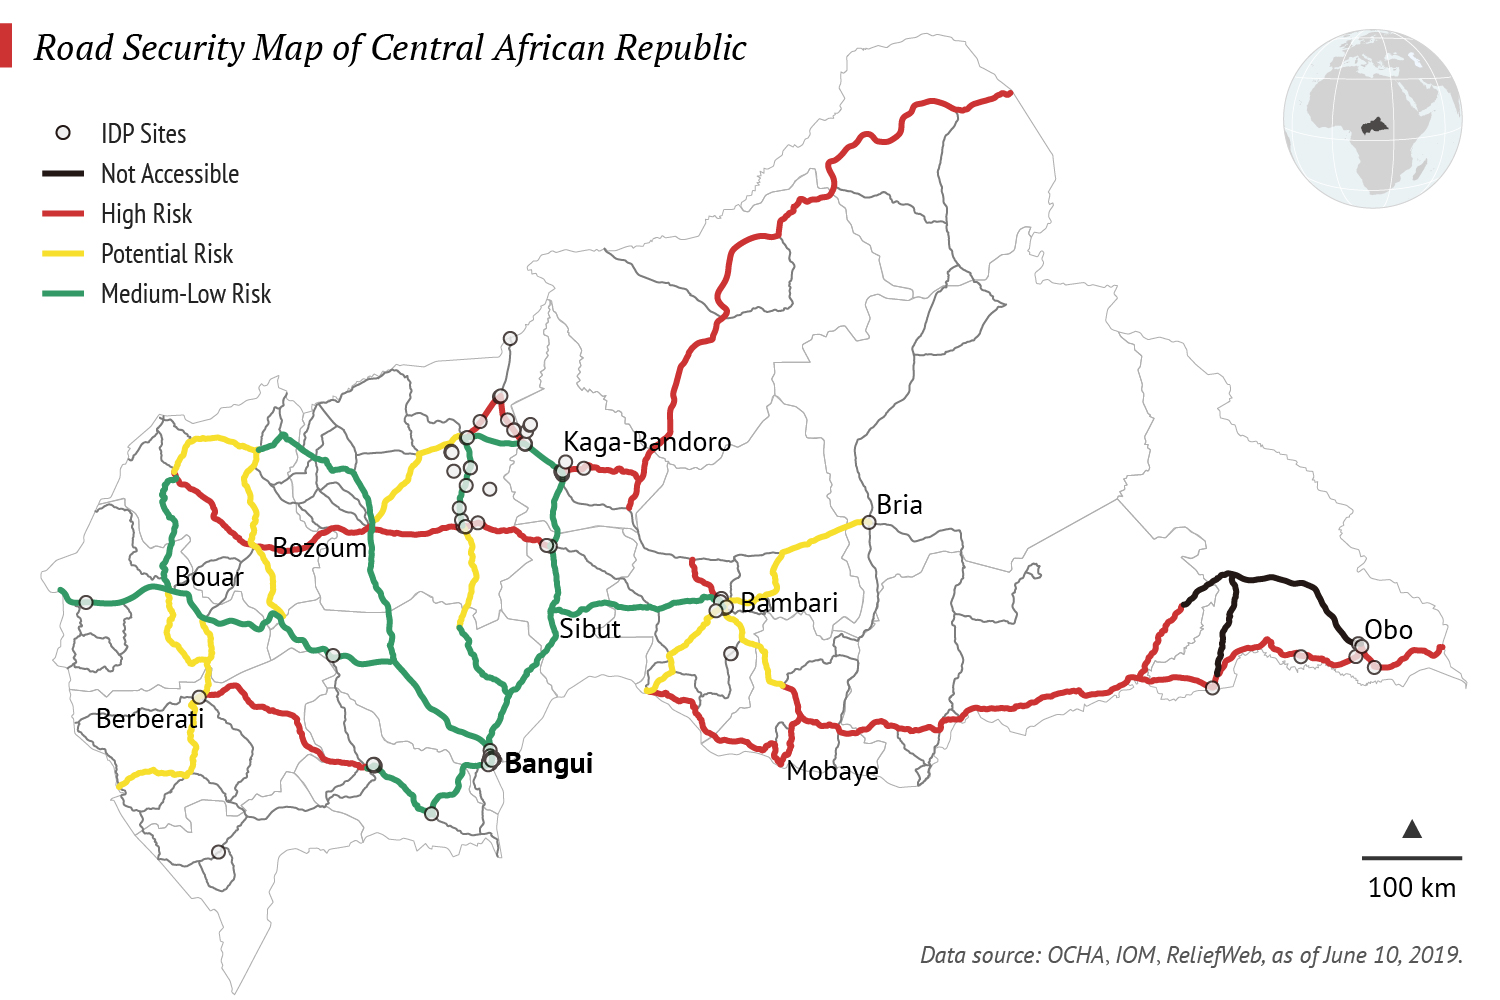 Road Security Map of Central African Republic
IDP Sites
Not Accessible
High Risk
Potential Risk
Medium-Low Risk
Kaga-Bandoro
Bria
Bozoum
Bouar
Bambari
Sibut
Obo
Berberati
Bangui
Mobaye
100 km
Data source: OCHA, IOM, ReliefWeb, as of June 10, 2019.